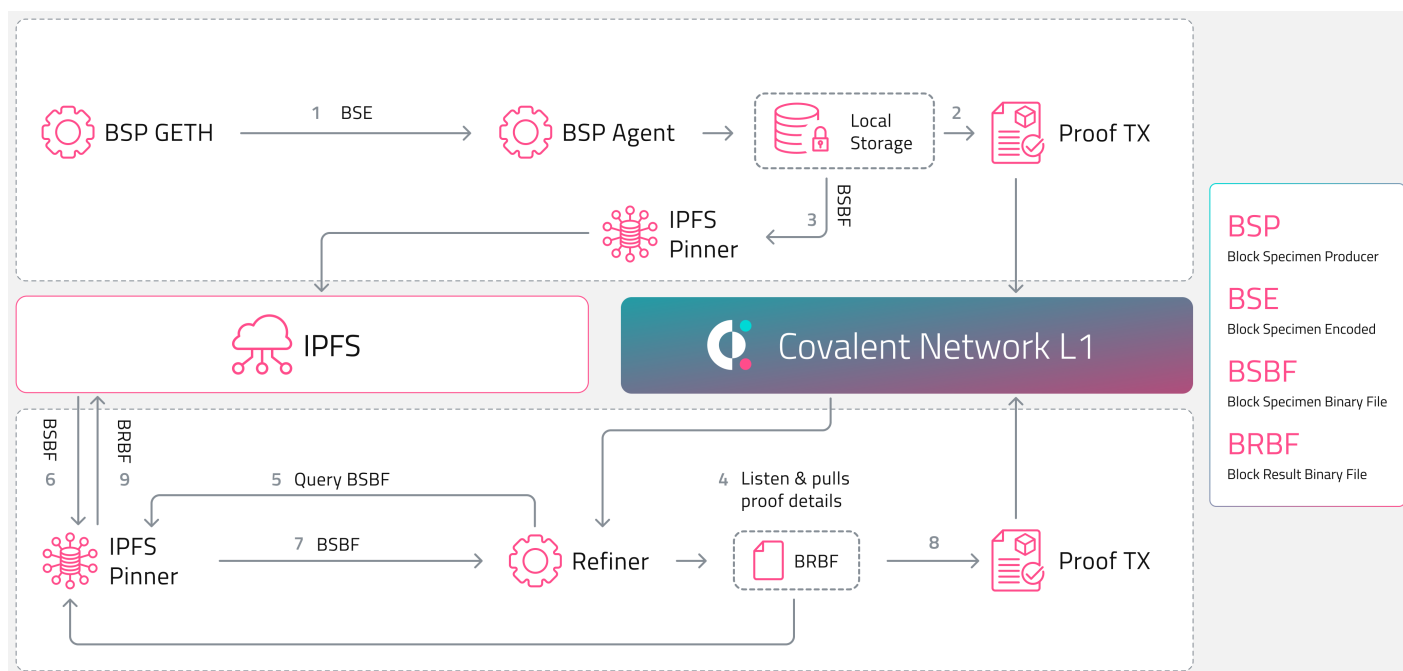 1 BSE
BSP GETH
BSP Agent
Local
Storage
2
Proof TX
BSBF
3
IPFS
Pinner
IPFS
Covalent Network L1
BSP
Block Specimen Producer
BSE
Block Specimen Encoded
BSBF
Block Specimen Binary File
BRBF
Block Result Binary File
BSBF
6
BRBF
9
5 Query BSBF
4 Listen & pulls
proof details
IPFS
Pinner
7 BSBF
Refiner
BRBF
8
Proof TX